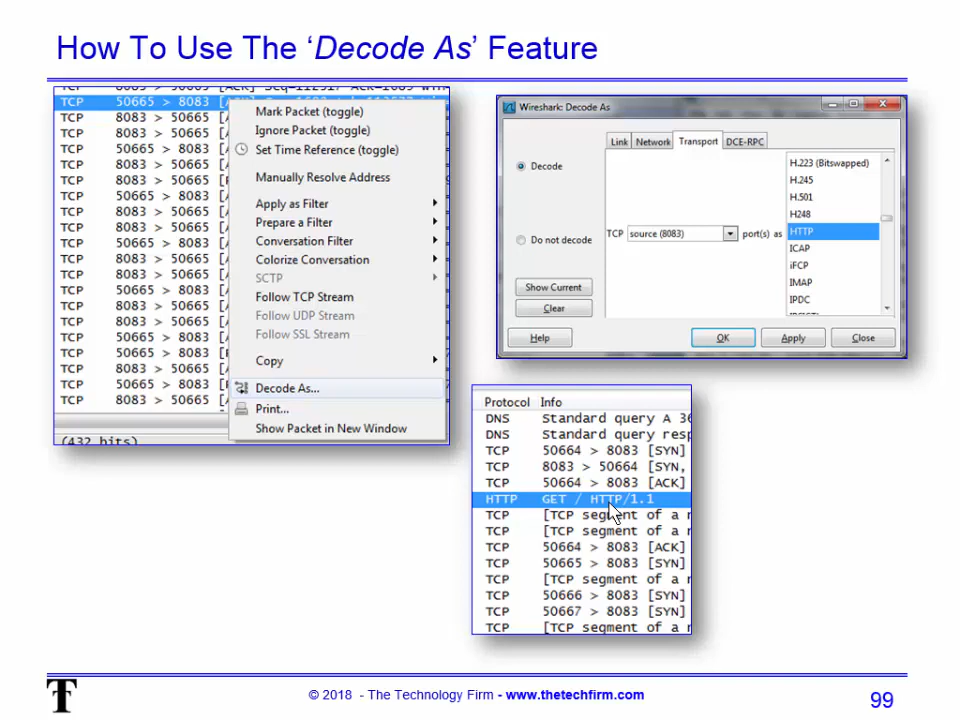 How To Use The ‘Decode As’ Feature
TCP 50665 > 8083
TCP 8083 > 50665
TCP 8083 > 50665
TCP 8083 > 50665
TCP 8083 > 50665
TCP 8083 > 50665
TCP 50665 > 8083
TCP 8083 > 50665
TCP 8083 > 50665
TCP 50665 > 8083
TCP 8083 > 50665
TCP 8083 > 50665
TCP 50665 > 8083
TCP 8083 > 50665
TCP 8083 > 50665
TCP 8083 > 50665
TCP 8083 > 50665
TCP 8083 > 50665
TCP 50665 > 8083
TCP 8083 > 50665
(432 bits)
Mark Packet (toggle)
Ignore Packet (toggle)
Set Time Reference (toggle)
Manually Resolve Address
Apply as Filter
Prepare a Filter
Conversation Filter
Colorize Conversation
SCTP
Follow TCP Stream
Follow UDP Stream
Follow SSL Stream
Copy
Decode As...
Print...
Show Packet in New Window
Wireshark: Decode As
Link Network Transport DCE-RPC
Decode
Do not decode
Show Current
Clear
TCP source (8083) port(s) as
H.223 (Bitswapped)
H.245
H.501
H248
HTTP
ICAP
iFCP
IMAP
IPDC
Help OK Apply Close
Protocol Info
DNS Standard query A 36
DNS Standard query resp
TCP 50664 > 8083 [SYN]
TCP 8083 > 50664 [SYN,
TCP 50664 > 8083 [ACK]
HTTP GET / HTTP/1.1
TCP [TCP segment of a
TCP [TCP segment of a
TCP 50664 > 8083 [ACK]
TCP 50665 > 8083 [SYN]
TCP [TCP segment of a
TCP 50666 > 8083 [SYN]
TCP 50667 > 8083 [SYN]
TCP [TCP segment of a
T
© 2018 - The Technology Firm - www.thetechfirm.com
99